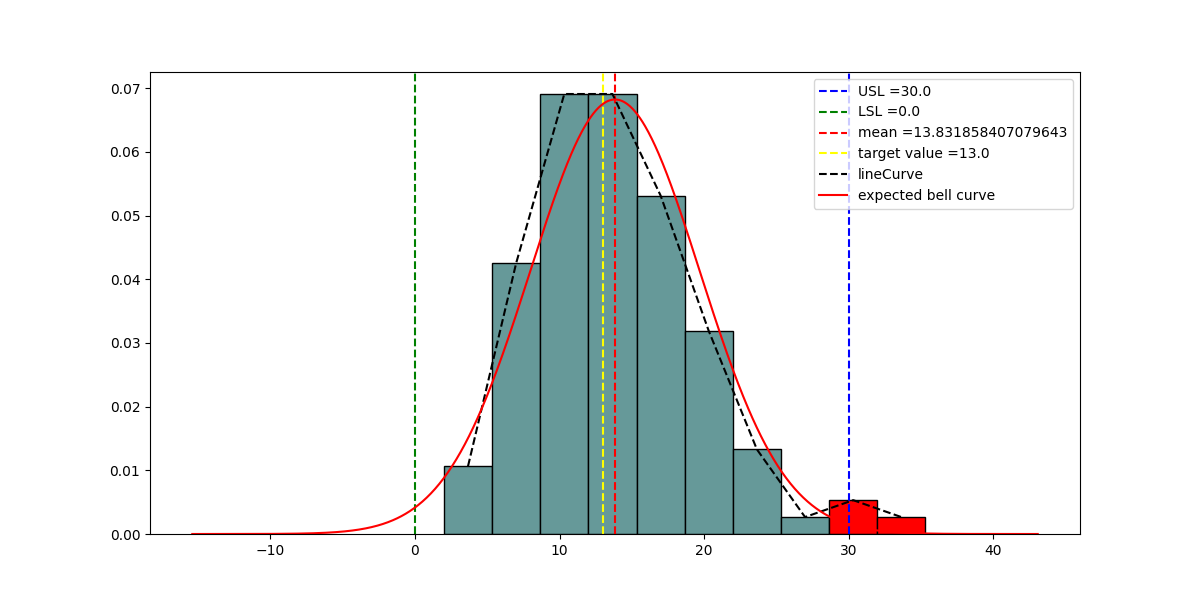 0.07
0.06
0.05
0.04
0.03
0.02
0.01
0.00
−10
0
10
20
30
40
USL =30.0
LSL =0.0
mean =13.831858407079643
target value =13.0
lineCurve
expected bell curve